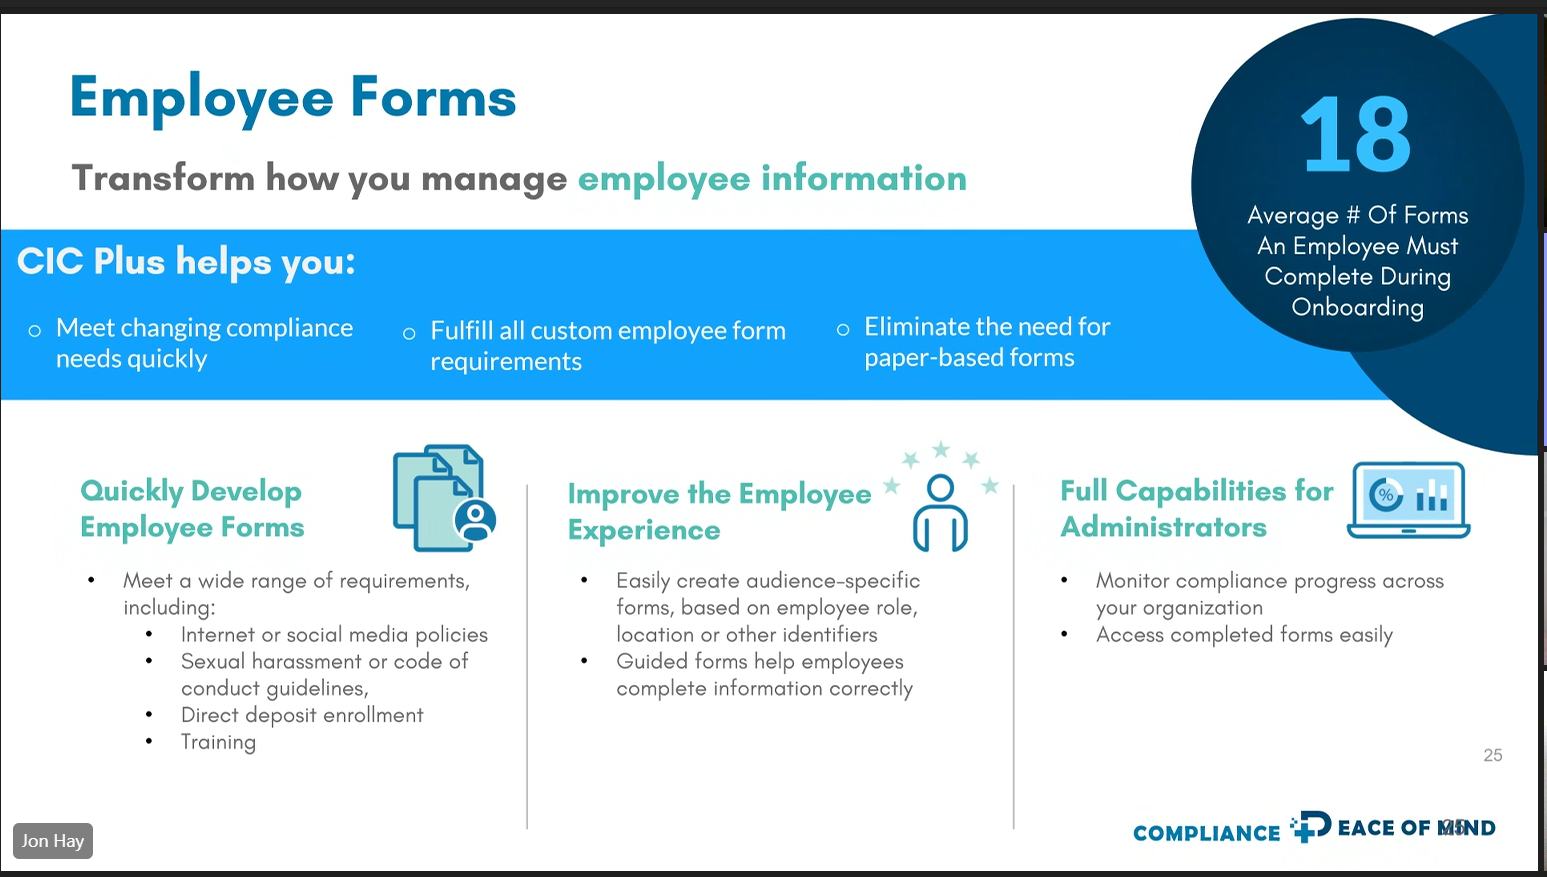 Employee Forms
Transform how you manage employee information
18
Average # Of Forms
An Employee Must
Complete During
Onboarding
CIC Plus helps you:
○ Meet changing compliance
needs quickly
○ Fulfill all custom employee form
requirements
○ Eliminate the need for
paper-based forms
Quickly Develop
Employee Forms
• Meet a wide range of requirements,
including:
• Internet or social media policies
• Sexual harassment or code of
conduct guidelines,
• Direct deposit enrollment
• Training
Improve the Employee
Experience
• Easily create audience-specific
forms, based on employee role,
location or other identifiers
• Guided forms help employees
complete information correctly
Full Capabilities for
Administrators
%
• Monitor compliance progress across
your organization
• Access completed forms easily
25
Jon Hay
COMPLIANCE PEACE OF MIND
25